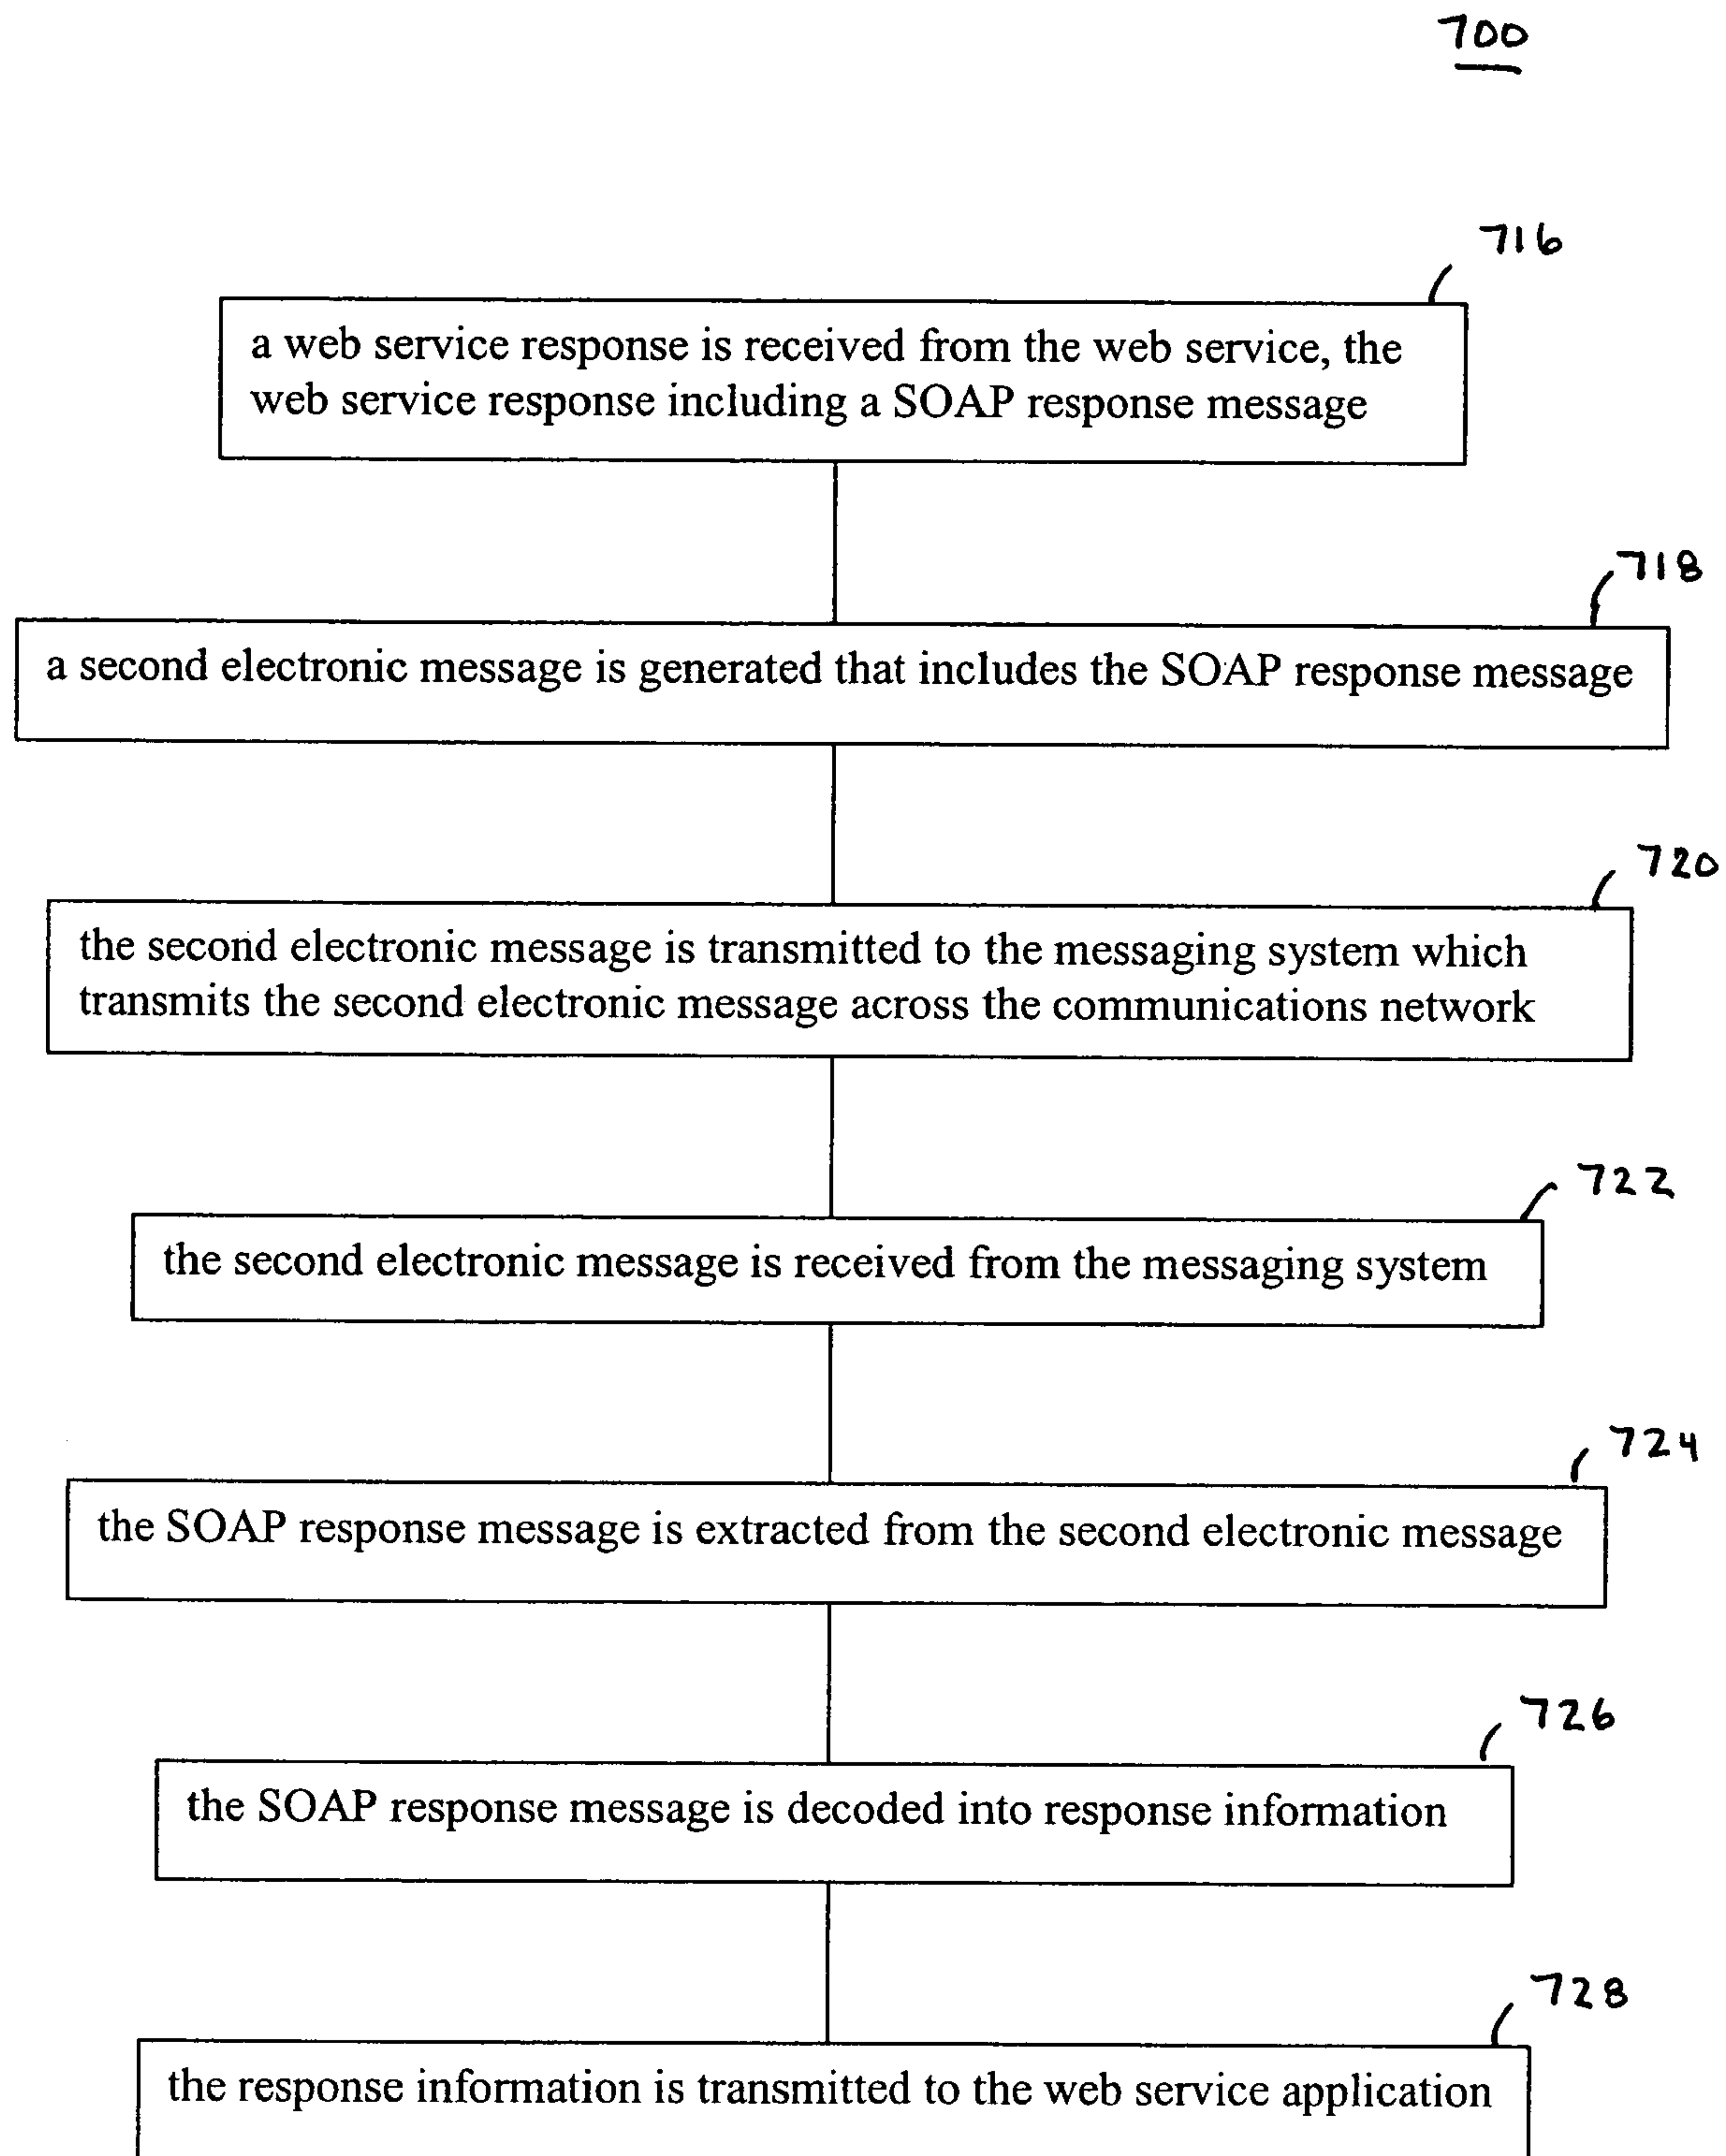 700
716
a web service response is received from the web service, the
web service response including a SOAP response message
718
a second electronic message is generated that includes the SOAP response message
720
the second electronic message is transmitted to the messaging system which
transmits the second electronic message across the communications network
722
the second electronic message is received from the messaging system
724
the SOAP response message is extracted from the second electronic message
726
the SOAP response message is decoded into response information
728
the response information is transmitted to the web service application